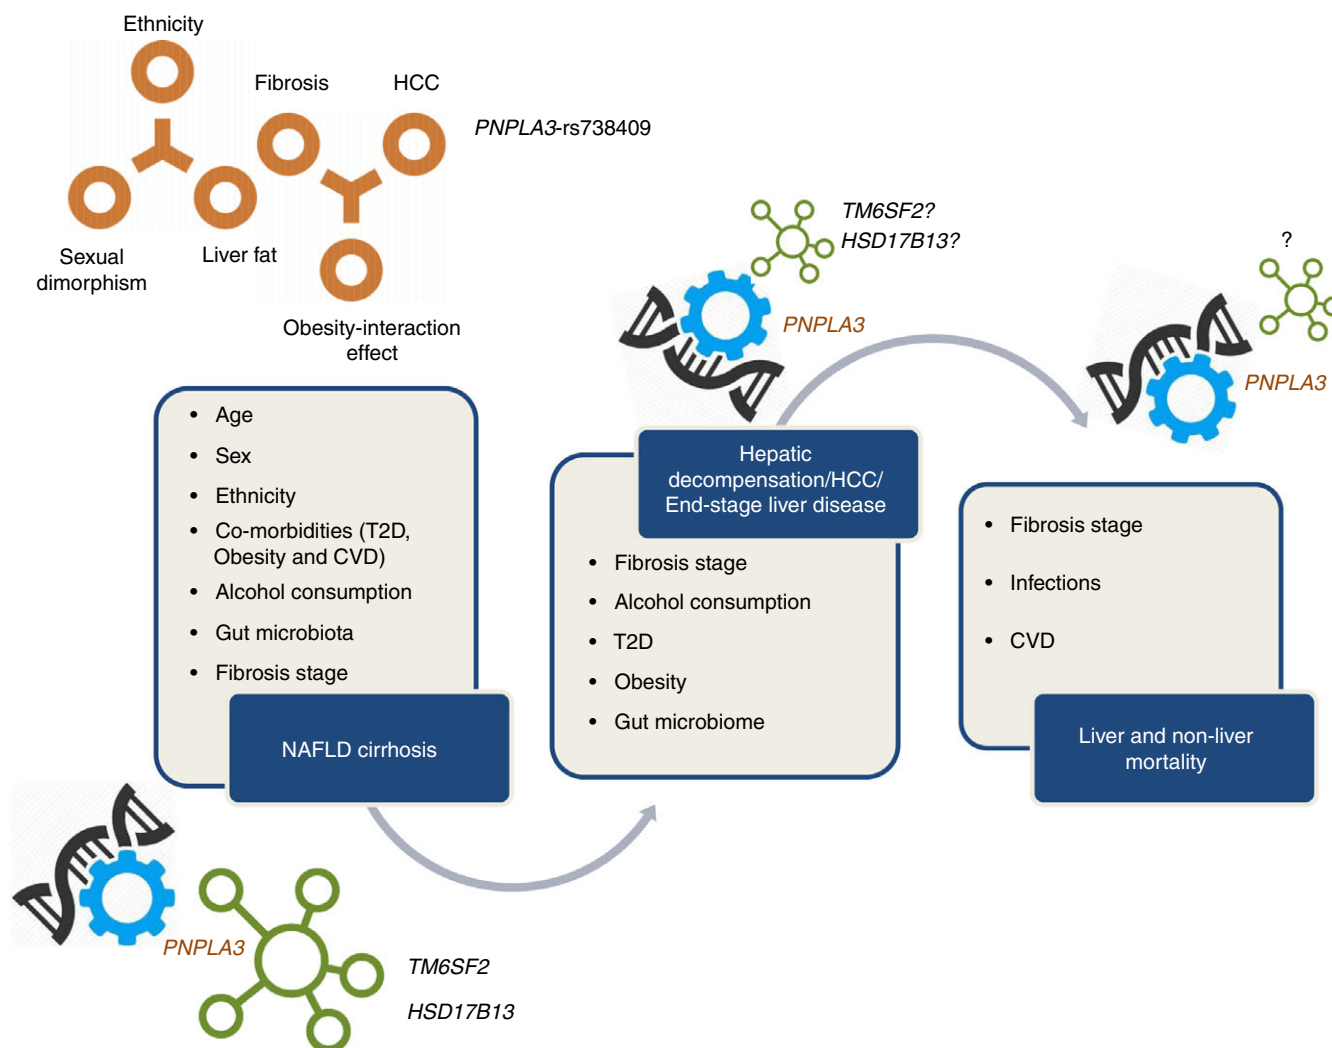 Ethnicity
Fibrosis
HCC
PNPLA3-rs738409
Sexual
dimorphism
Liver fat
Obesity-interaction
effect
TM6SF2?
HSD17B13?
PNPLA3
?
PNPLA3
• Age
• Sex
• Ethnicity
• Co-morbidities (T2D,
Obesity and CVD)
• Alcohol consumption
• Gut microbiota
• Fibrosis stage
NAFLD cirrhosis
Hepatic
decompensation/HCC/
End-stage liver disease
• Fibrosis stage
• Alcohol consumption
• T2D
• Obesity
• Gut microbiome
• Fibrosis stage
• Infections
• CVD
Liver and non-liver
mortality
PNPLA3
TM6SF2
HSD17B13